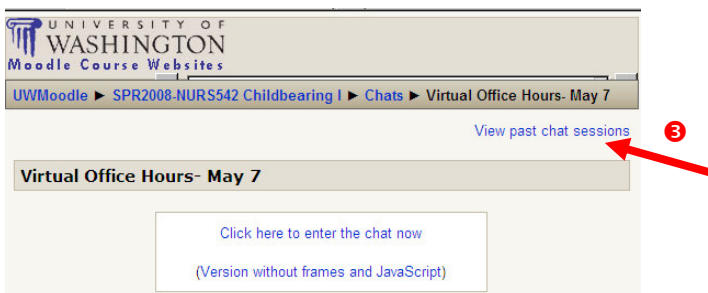 UNIVERSITY OF
WASHINGTON
Moodle Course Websites
UWMoodle ► SPR2008-NURS542 Childbearing I ► Chats ► Virtual Office Hours- May 7
View past chat sessions
❸
Virtual Office Hours- May 7
Click here to enter the chat now
(Version without frames and JavaScript)